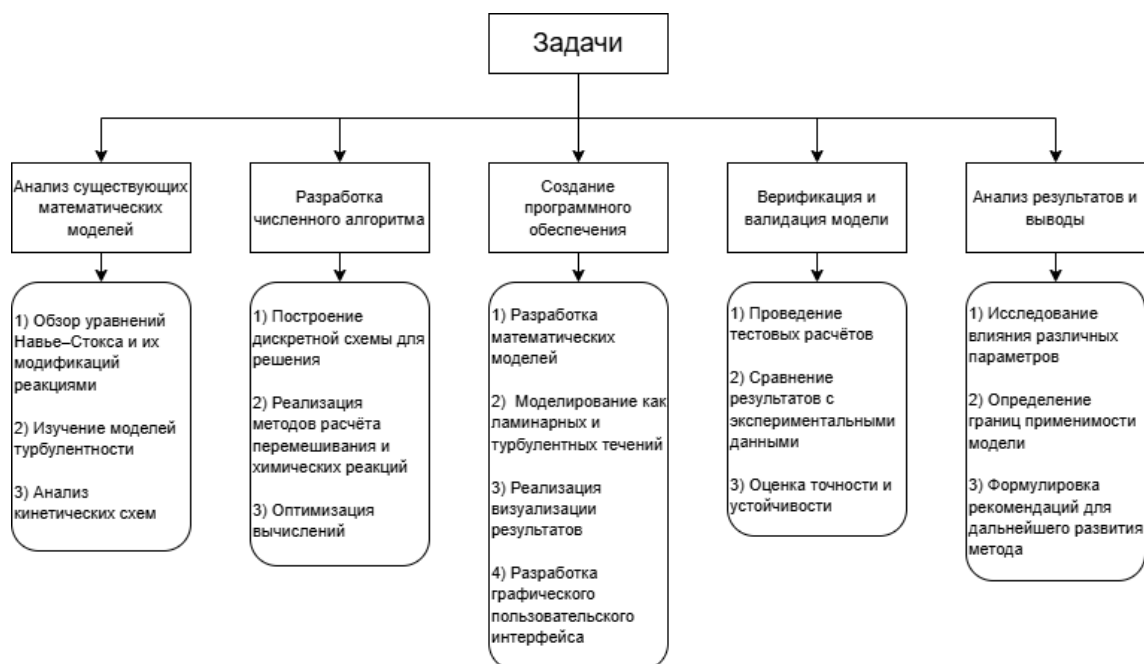 Задачи
Анализ существующих
математических
моделей
Разработка
численного алгоритма
Создание
программного
обеспечения
Верификация и
валидация модели
Анализ результатов и
выводы
1) Обзор уравнений
Навье–Стокса и их
модификаций
реакциями
2) Изучение моделей
турбулентности
3) Анализ
кинетических схем
1) Построение
дискретной схемы для
решения
2) Реализация
методов расчёта
перемешивания и
химических реакций
3) Оптимизация
вычислений
1) Разработка
математических
моделей
2) Моделирование как
ламинарных и
турбулентных течений
3) Реализация
визуализации
результатов
4) Разработка
графического
пользовательского
интерфейса
1) Проведение
тестовых расчётов
2) Сравнение
результатов с
экспериментальными
данными
3) Оценка точности и
устойчивости
1) Исследование
влияния различных
параметров
2) Определение
границ применимости
модели
3) Формулировка
рекомендаций для
дальнейшего развития
метода